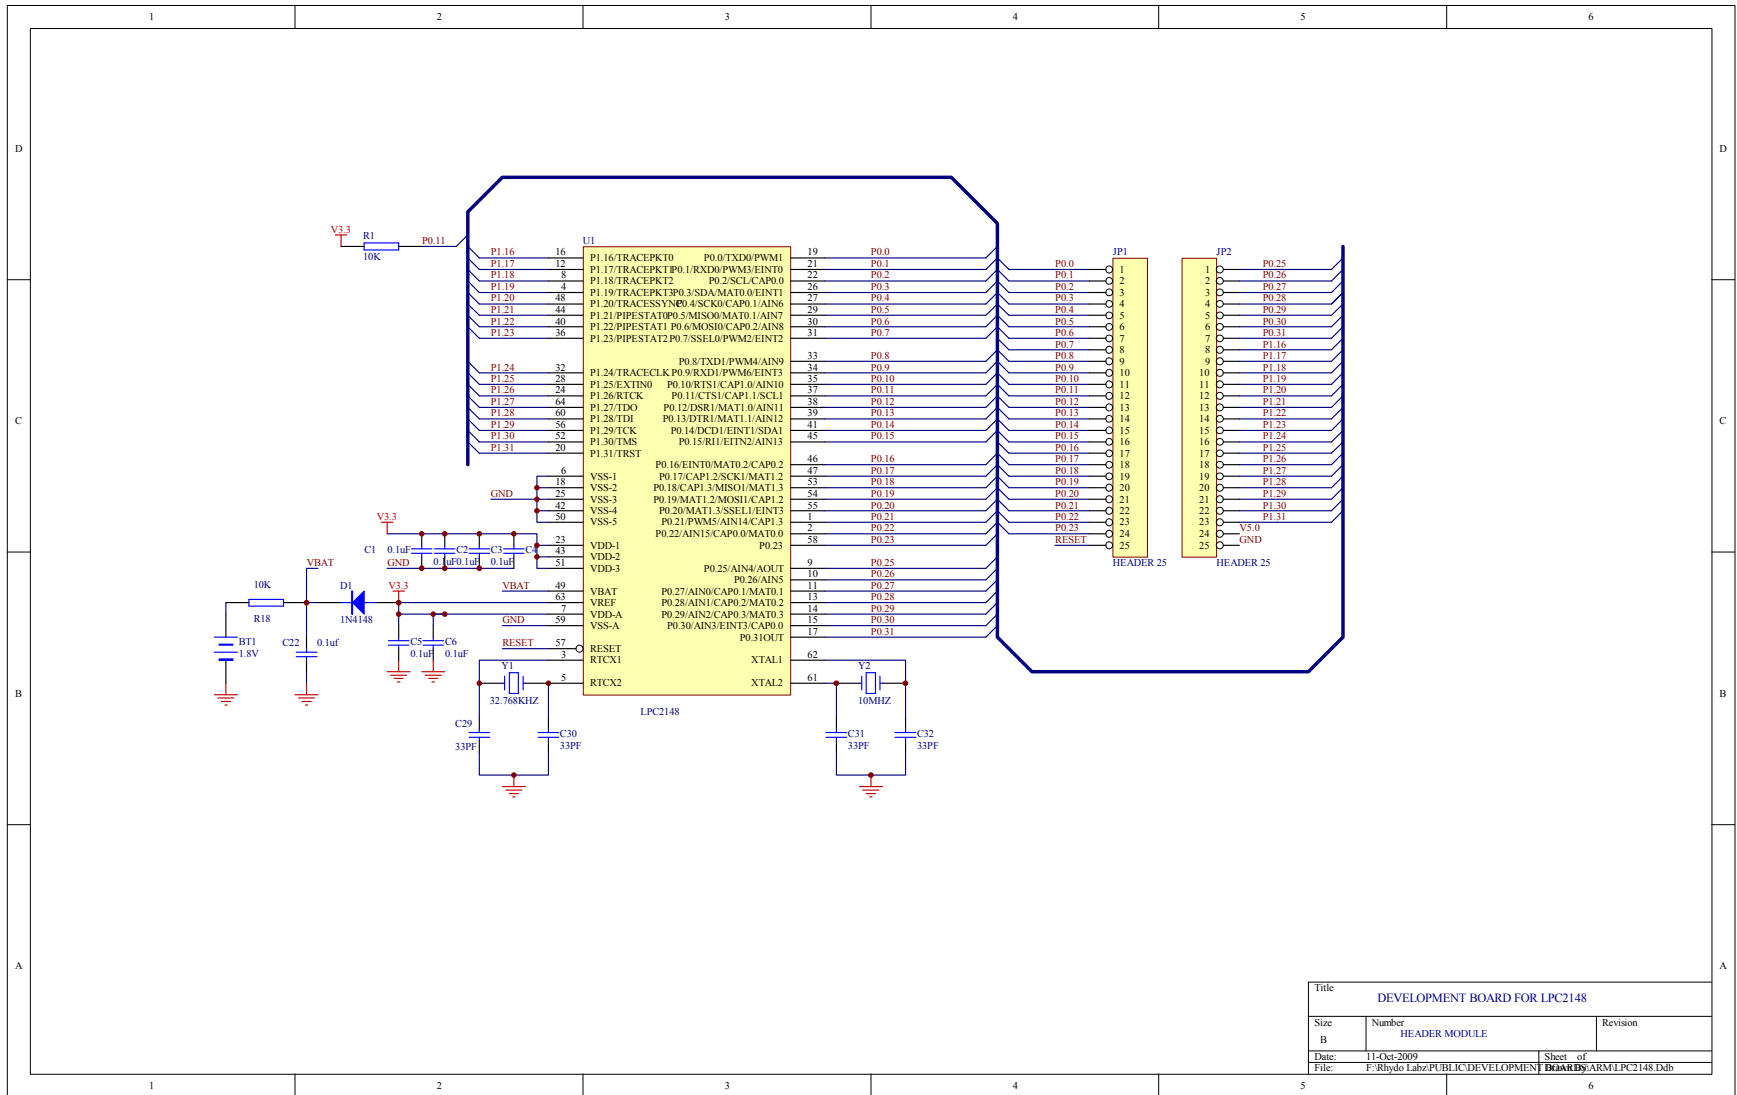 1 2 3 4 5 6
D D
V3.3
R1
10K
P0.11
U1
P1.16 16 P1.16/TRACEPKT0 P0.0/TXD0/PWM1 19 P0.0
P1.17 12 P1.17/TRACEPKT1 P0.1/RXD0/PWM3/EINT0 21 P0.1
P1.18 8 P1.18/TRACEPKT2 P0.2/SCL/CAP0.0 22 P0.2
P1.19 4 P1.19/TRACEPKT3 P0.3/SDA/MAT0.0/EINT1 26 P0.3
P1.20 48 P1.20/TRACESSYNC P0.4/SCK0/CAP0.1/AIN6 27 P0.4
P1.21 44 P1.21/PIPESTAT0 P0.5/MISO0/MAT0.1/AIN7 29 P0.5
P1.22 40 P1.22/PIPESTAT1 P0.6/MOSI0/CAP0.2/AIN8 30 P0.6
P1.23 36 P1.23/PIPESTAT2 P0.7/SSEL0/PWM2/EINT2 31 P0.7
P0.8/TXD1/PWM4/AIN9 33 P0.8
P1.24 32 P1.24/TRACECLK P0.9/RXD1/PWM6/EINT3 34 P0.9
P1.25 28 P1.25/EXTIN0 P0.10/RTS1/CAP1.0/AIN10 35 P0.10
P1.26 24 P1.26/RTCK P0.11/CTS1/CAP1.1/SCL1 37 P0.11
P1.27 64 P1.27/TDO P0.12/DSR1/MAT1.0/AIN11 38 P0.12
P1.28 60 P1.28/TDI P0.13/DTR1/MAT1.1/AIN12 39 P0.13
P1.29 56 P1.29/TCK P0.14/DCD1/EINT1/SDA1 41 P0.14
P1.30 52 P1.30/TMS P0.15/RI1/EITN2/AIN13 45 P0.15
P1.31 20 P1.31/TRST
P0.16/EINT0/MAT0.2/CAP0.2 46 P0.16
6 VSS-1 P0.17/CAP1.2/SCK1/MAT1.2 47 P0.17
18 VSS-2 P0.18/CAP1.3/MISO1/MAT1.3 53 P0.18
GND 25 VSS-3 P0.19/MAT1.2/MOSI1/CAP1.2 54 P0.19
42 VSS-4 P0.20/MAT1.3/SSEL1/EINT3 55 P0.20
50 VSS-5 P0.21/PWM5/AIN14/CAP1.3 1 P0.21
P0.22/AIN15/CAP0.0/MAT0.0 2 P0.22
23 VDD-1 P0.23 58 P0.23
43 VDD-2
51 VDD-3 P0.25/AIN4/AOUT 9 P0.25
P0.26/AIN5 10 P0.26
VBAT 49 VBAT P0.27/AIN0/CAP0.1/MAT0.1 11 P0.27
63 VREF P0.28/AIN1/CAP0.2/MAT0.2 13 P0.28
7 VDD-A P0.29/AIN2/CAP0.3/MAT0.3 14 P0.29
GND 59 VSS-A P0.30/AIN3/EINT3/CAP0.0 15 P0.30
P0.31OUT 17 P0.31
RESET 57 RESET
3 RTCX1 XTAL1 62
5 RTCX2 XTAL2 61
LPC2148
V3.3
C1 0.1uF C2 C3 C4
GND 0.1uF 0.1uF 0.1uF
VBAT
10K
R18
D1
1N4148
V3.3
BT1
1.8V
C22 0.1uf
C5 C6
0.1uF 0.1uF
Y1
32.768KHZ
C29
33PF
C30
33PF
Y2
10MHZ
C31
33PF
C32
33PF
JP1
P0.0 1
P0.1 2
P0.2 3
P0.3 4
P0.4 5
P0.5 6
P0.6 7
P0.7 8
P0.8 9
P0.9 10
P0.10 11
P0.11 12
P0.12 13
P0.13 14
P0.14 15
P0.15 16
P0.16 17
P0.17 18
P0.18 19
P0.19 20
P0.20 21
P0.21 22
P0.22 23
P0.23 24
RESET 25
HEADER 25
JP2
1 P0.25
2 P0.26
3 P0.27
4 P0.28
5 P0.29
6 P0.30
7 P0.31
8 P1.16
9 P1.17
10 P1.18
11 P1.19
12 P1.20
13 P1.21
14 P1.22
15 P1.23
16 P1.24
17 P1.25
18 P1.26
19 P1.27
20 P1.28
21 P1.29
22 P1.30
23 P1.31
24 V5.0
25 GND
HEADER 25
C C
B B
A A
Title
DEVELOPMENT BOARD FOR LPC2148
Size Number Revision
B HEADER MODULE
Date: 11-Oct-2009 Sheet of
File: F:\Rhydo Labz\PUBLIC\DEVELOPMENT BOARDS\ARM\LPC2148.Ddb
1 2 3 4 5 6